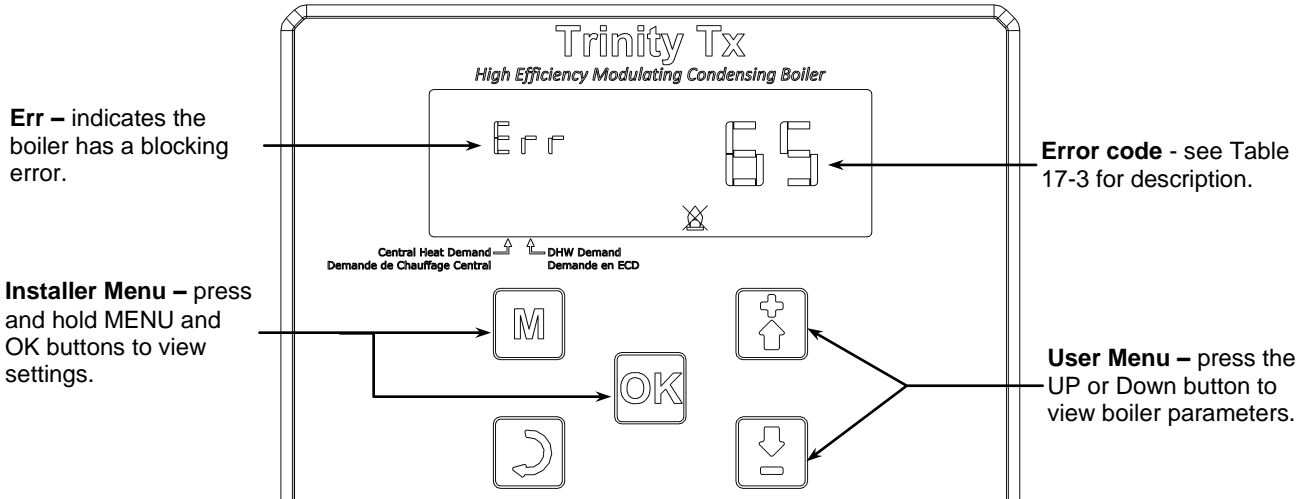 Trinity Tx
High Efficiency Modulating Condensing Boiler
Err – indicates the
boiler has a blocking
error.
Err
65
Error code - see Table
17-3 for description.
Central Heat Demand
Demande de Chauffage Central
DHW Demand
Demande en ECD
Installer Menu – press
and hold MENU and
OK buttons to view
settings.
M
OK
User Menu – press the
UP or Down button to
view boiler parameters.